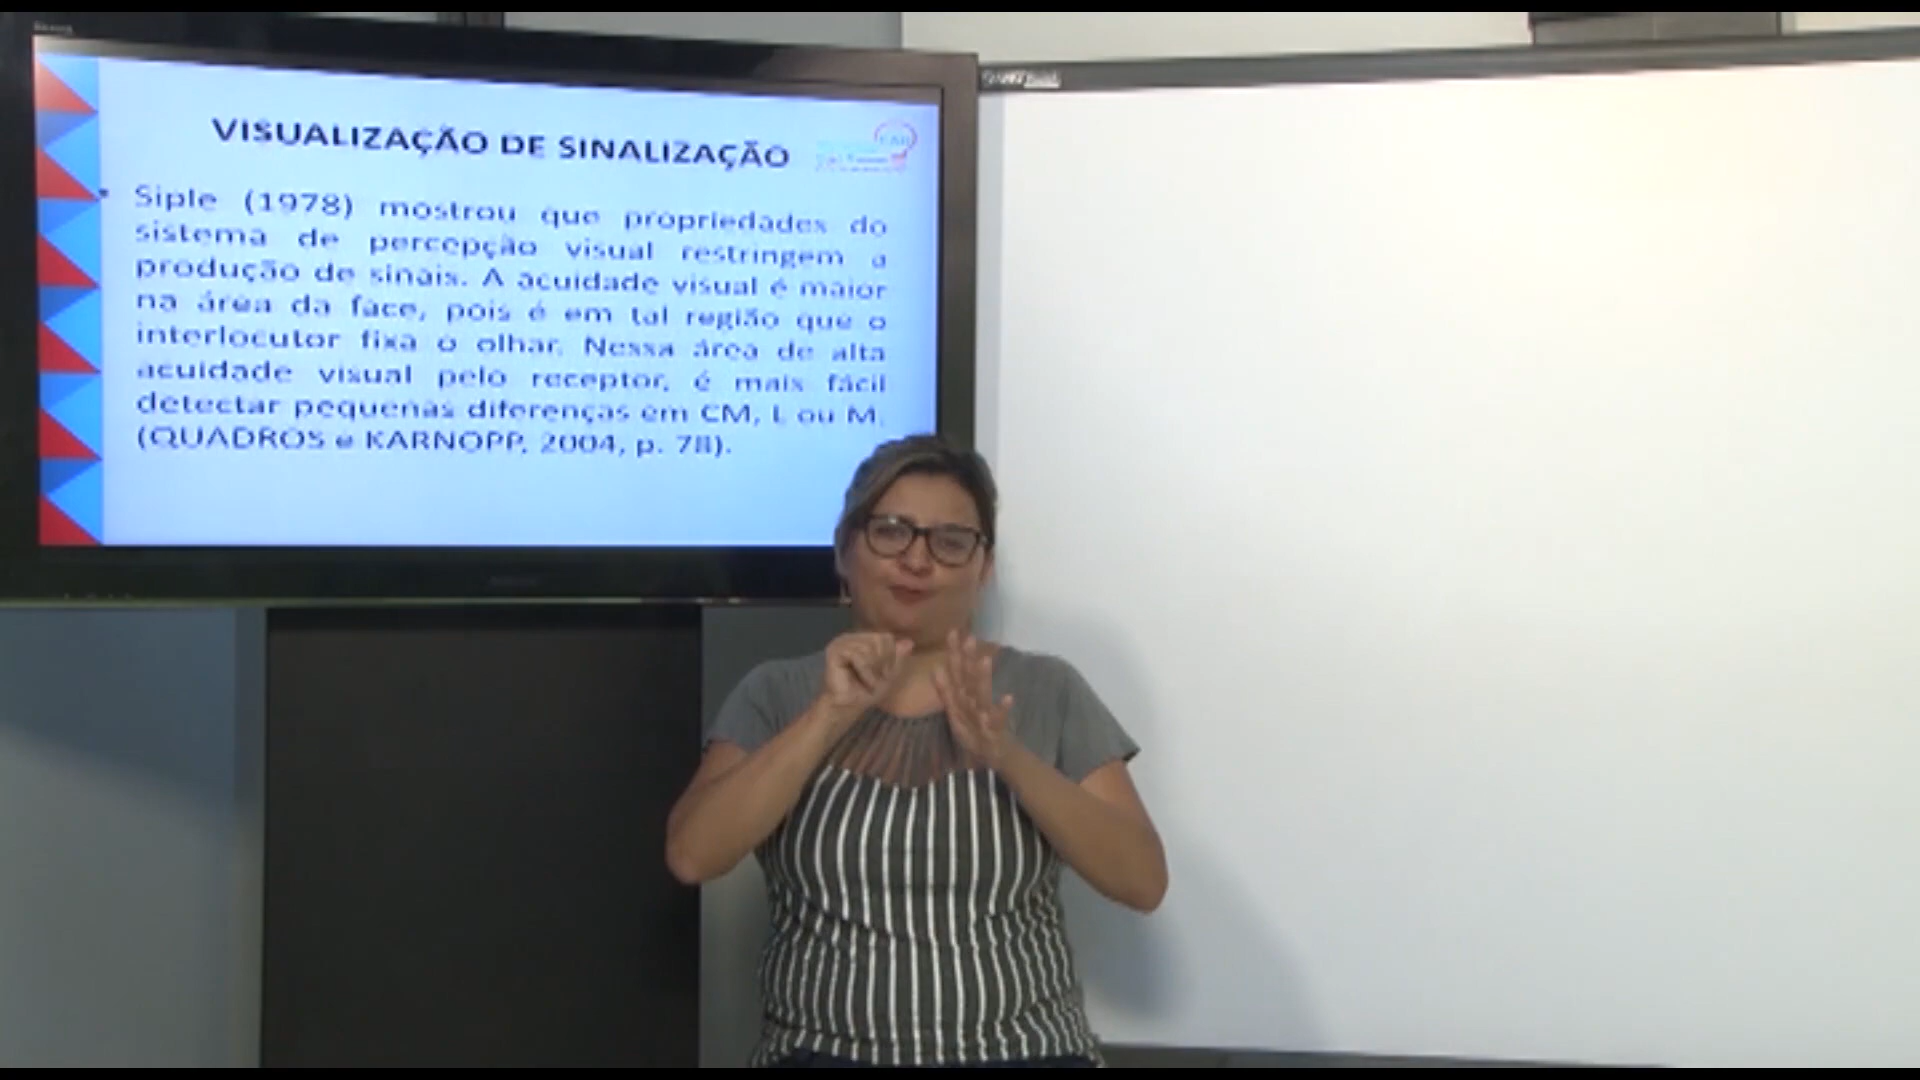 VISUALIZAÇÃO DE SINALIZAÇÃO
• Siple (1978) mostrou que propriedades do
sistema de percepção visual restringem a
produção de sinais. A acuidade visual é maior
na área da face, pois é em tal região que o
interlocutor fixa o olhar. Nessa área de alta
acuidade visual pelo receptor, é mais fácil
detectar pequenas diferenças em CM, L ou M.
(QUADROS e KARNOPP, 2004, p. 78).